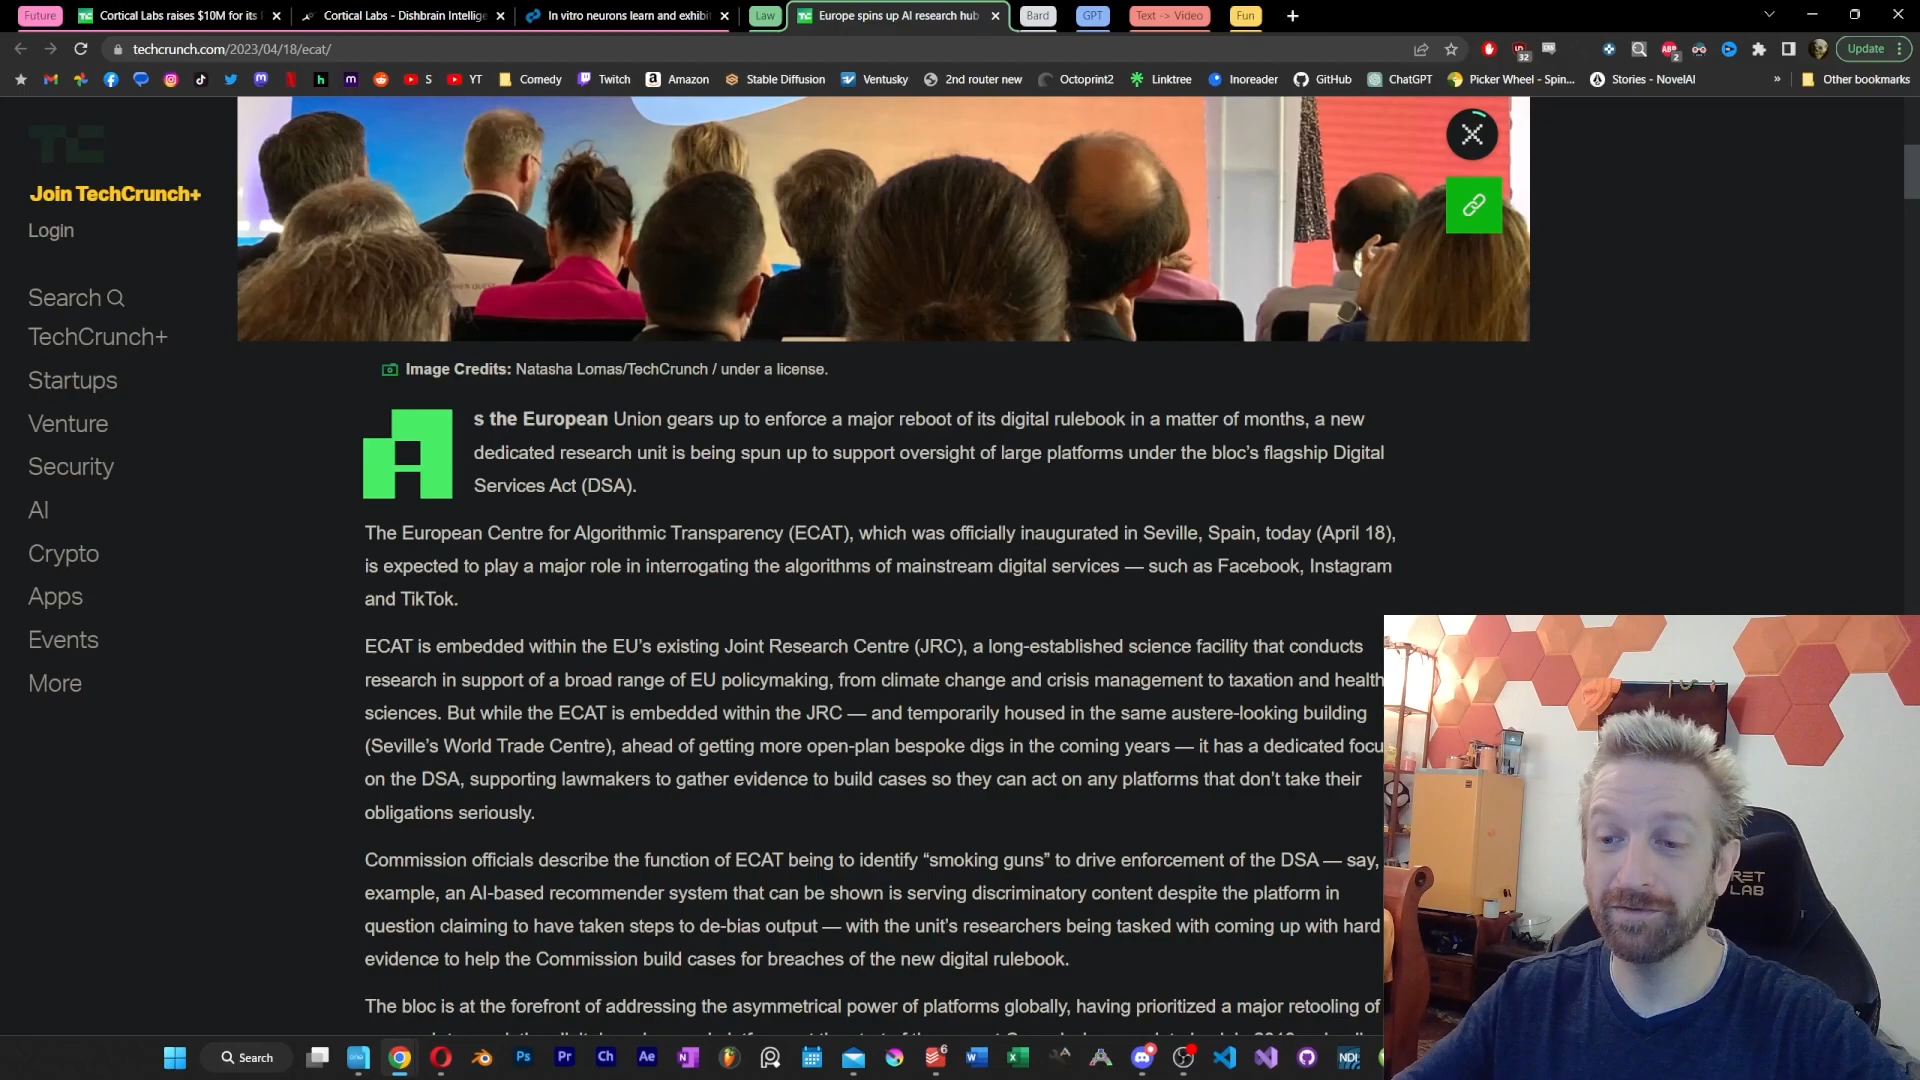 Future
Cortical Labs raises $10M for its
Cortical Labs - Dishbrain Intellige
In vitro neurons learn and exhibit
Law
Europe spins up AI research hub
Bard
GPT
Text -> Video
Fun
techcrunch.com/2023/04/18/ecat/
32
2
Update
S
YT
Comedy
Twitch
Amazon
Stable Diffusion
Ventusky
2nd router new
Octoprint2
Linktree
Inoreader
GitHub
ChatGPT
Picker Wheel - Spin...
Stories - NovelAI
»
Other bookmarks
TC
Join TechCrunch+
Login
Search
TechCrunch+
Startups
Venture
Security
AI
Crypto
Apps
Events
More
Image Credits: Natasha Lomas/TechCrunch / under a license.
As the European Union gears up to enforce a major reboot of its digital rulebook in a matter of months, a new
dedicated research unit is being spun up to support oversight of large platforms under the bloc's flagship Digital
Services Act (DSA).
The European Centre for Algorithmic Transparency (ECAT), which was officially inaugurated in Seville, Spain, today (April 18),
is expected to play a major role in interrogating the algorithms of mainstream digital services — such as Facebook, Instagram
and TikTok.
ECAT is embedded within the EU's existing Joint Research Centre (JRC), a long-established science facility that conducts
research in support of a broad range of EU policymaking, from climate change and crisis management to taxation and health
sciences. But while the ECAT is embedded within the JRC — and temporarily housed in the same austere-looking building
(Seville's World Trade Centre), ahead of getting more open-plan bespoke digs in the coming years — it has a dedicated focu
on the DSA, supporting lawmakers to gather evidence to build cases so they can act on any platforms that don't take their
obligations seriously.
Commission officials describe the function of ECAT being to identify “smoking guns” to drive enforcement of the DSA — say,
example, an AI-based recommender system that can be shown is serving discriminatory content despite the platform in
question claiming to have taken steps to de-bias output — with the unit's researchers being tasked with coming up with hard
evidence to help the Commission build cases for breaches of the new digital rulebook.
The bloc is at the forefront of addressing the asymmetrical power of platforms globally, having prioritized a major retooling of
RET
LAB
Search
Ps
Pr
Ch
Ae
6
NDI